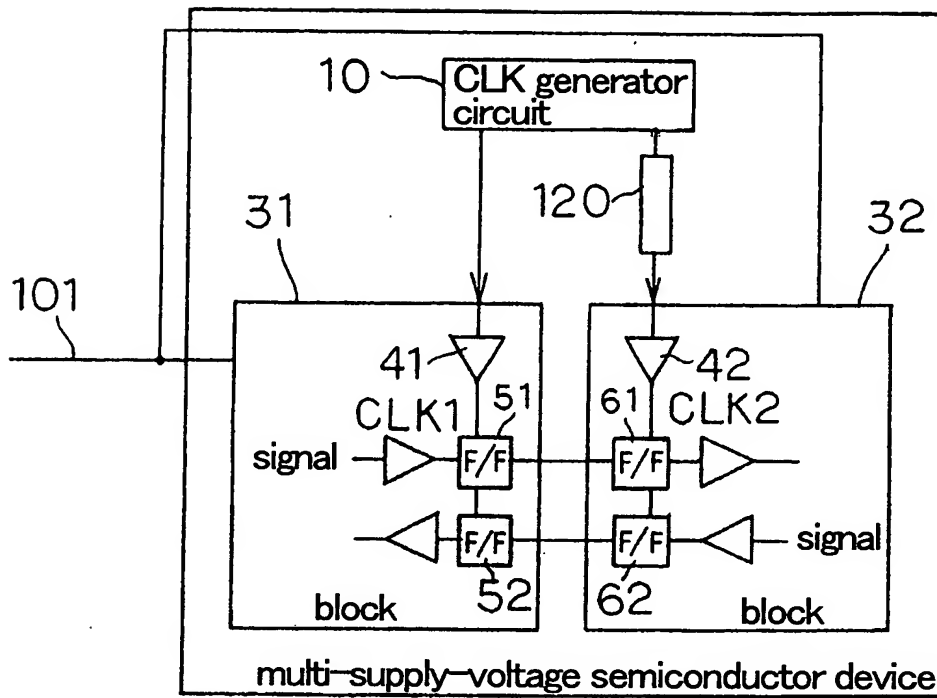 10
CLK generator
circuit
120
31
32
101
41
42
CLK1
51
61
CLK2
signal
F/F
F/F
F/F
F/F
signal
52
62
block
block
multi-supply-voltage semiconductor device